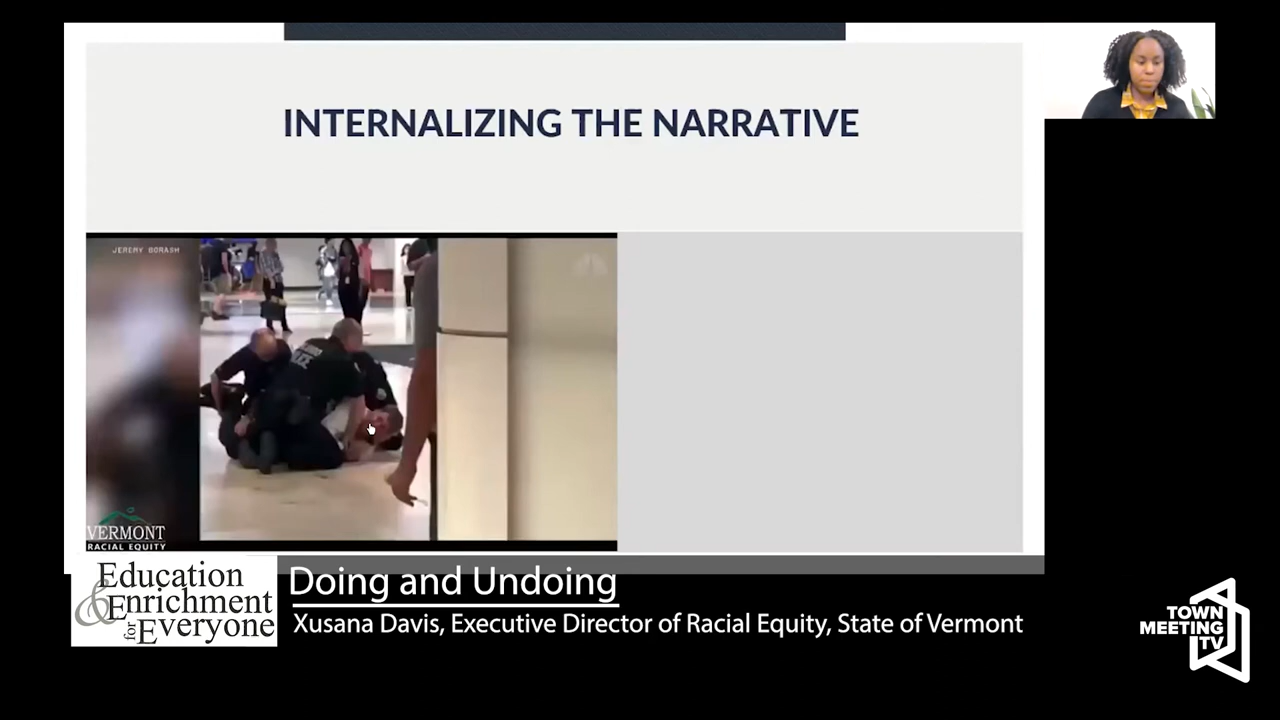 INTERNALIZING THE NARRATIVE
JEREMY BORASH
VERMONT
RACIAL EQUITY
Education
& Enrichment
for Everyone
Doing and Undoing
Xusana Davis, Executive Director of Racial Equity, State of Vermont
TOWN
MEETING
TV